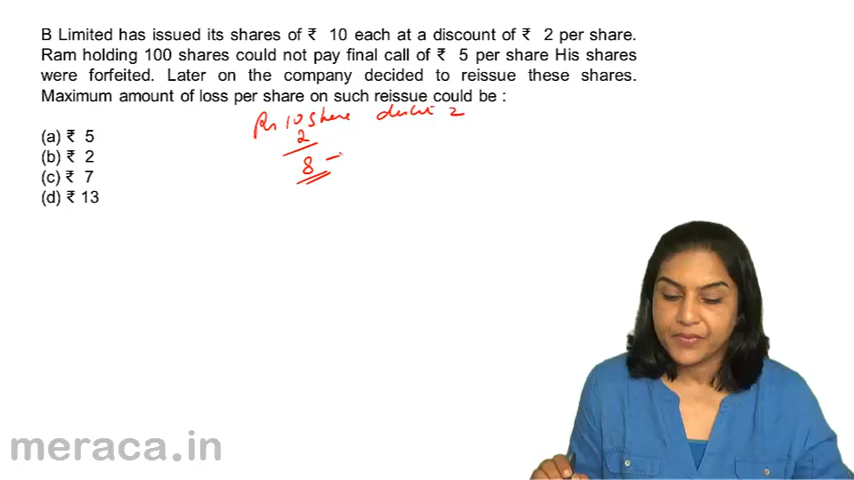 B Limited has issued its shares of ₹ 10 each at a discount of ₹ 2 per share.
Ram holding 100 shares could not pay final call of ₹ 5 per share His shares
were forfeited. Later on the company decided to reissue these shares.
Maximum amount of loss per share on such reissue could be :
(a) ₹ 5
(b) ₹ 2
(c) ₹ 7
(d) ₹ 13
Rs 10 share 2
2
8 -
meraca.in